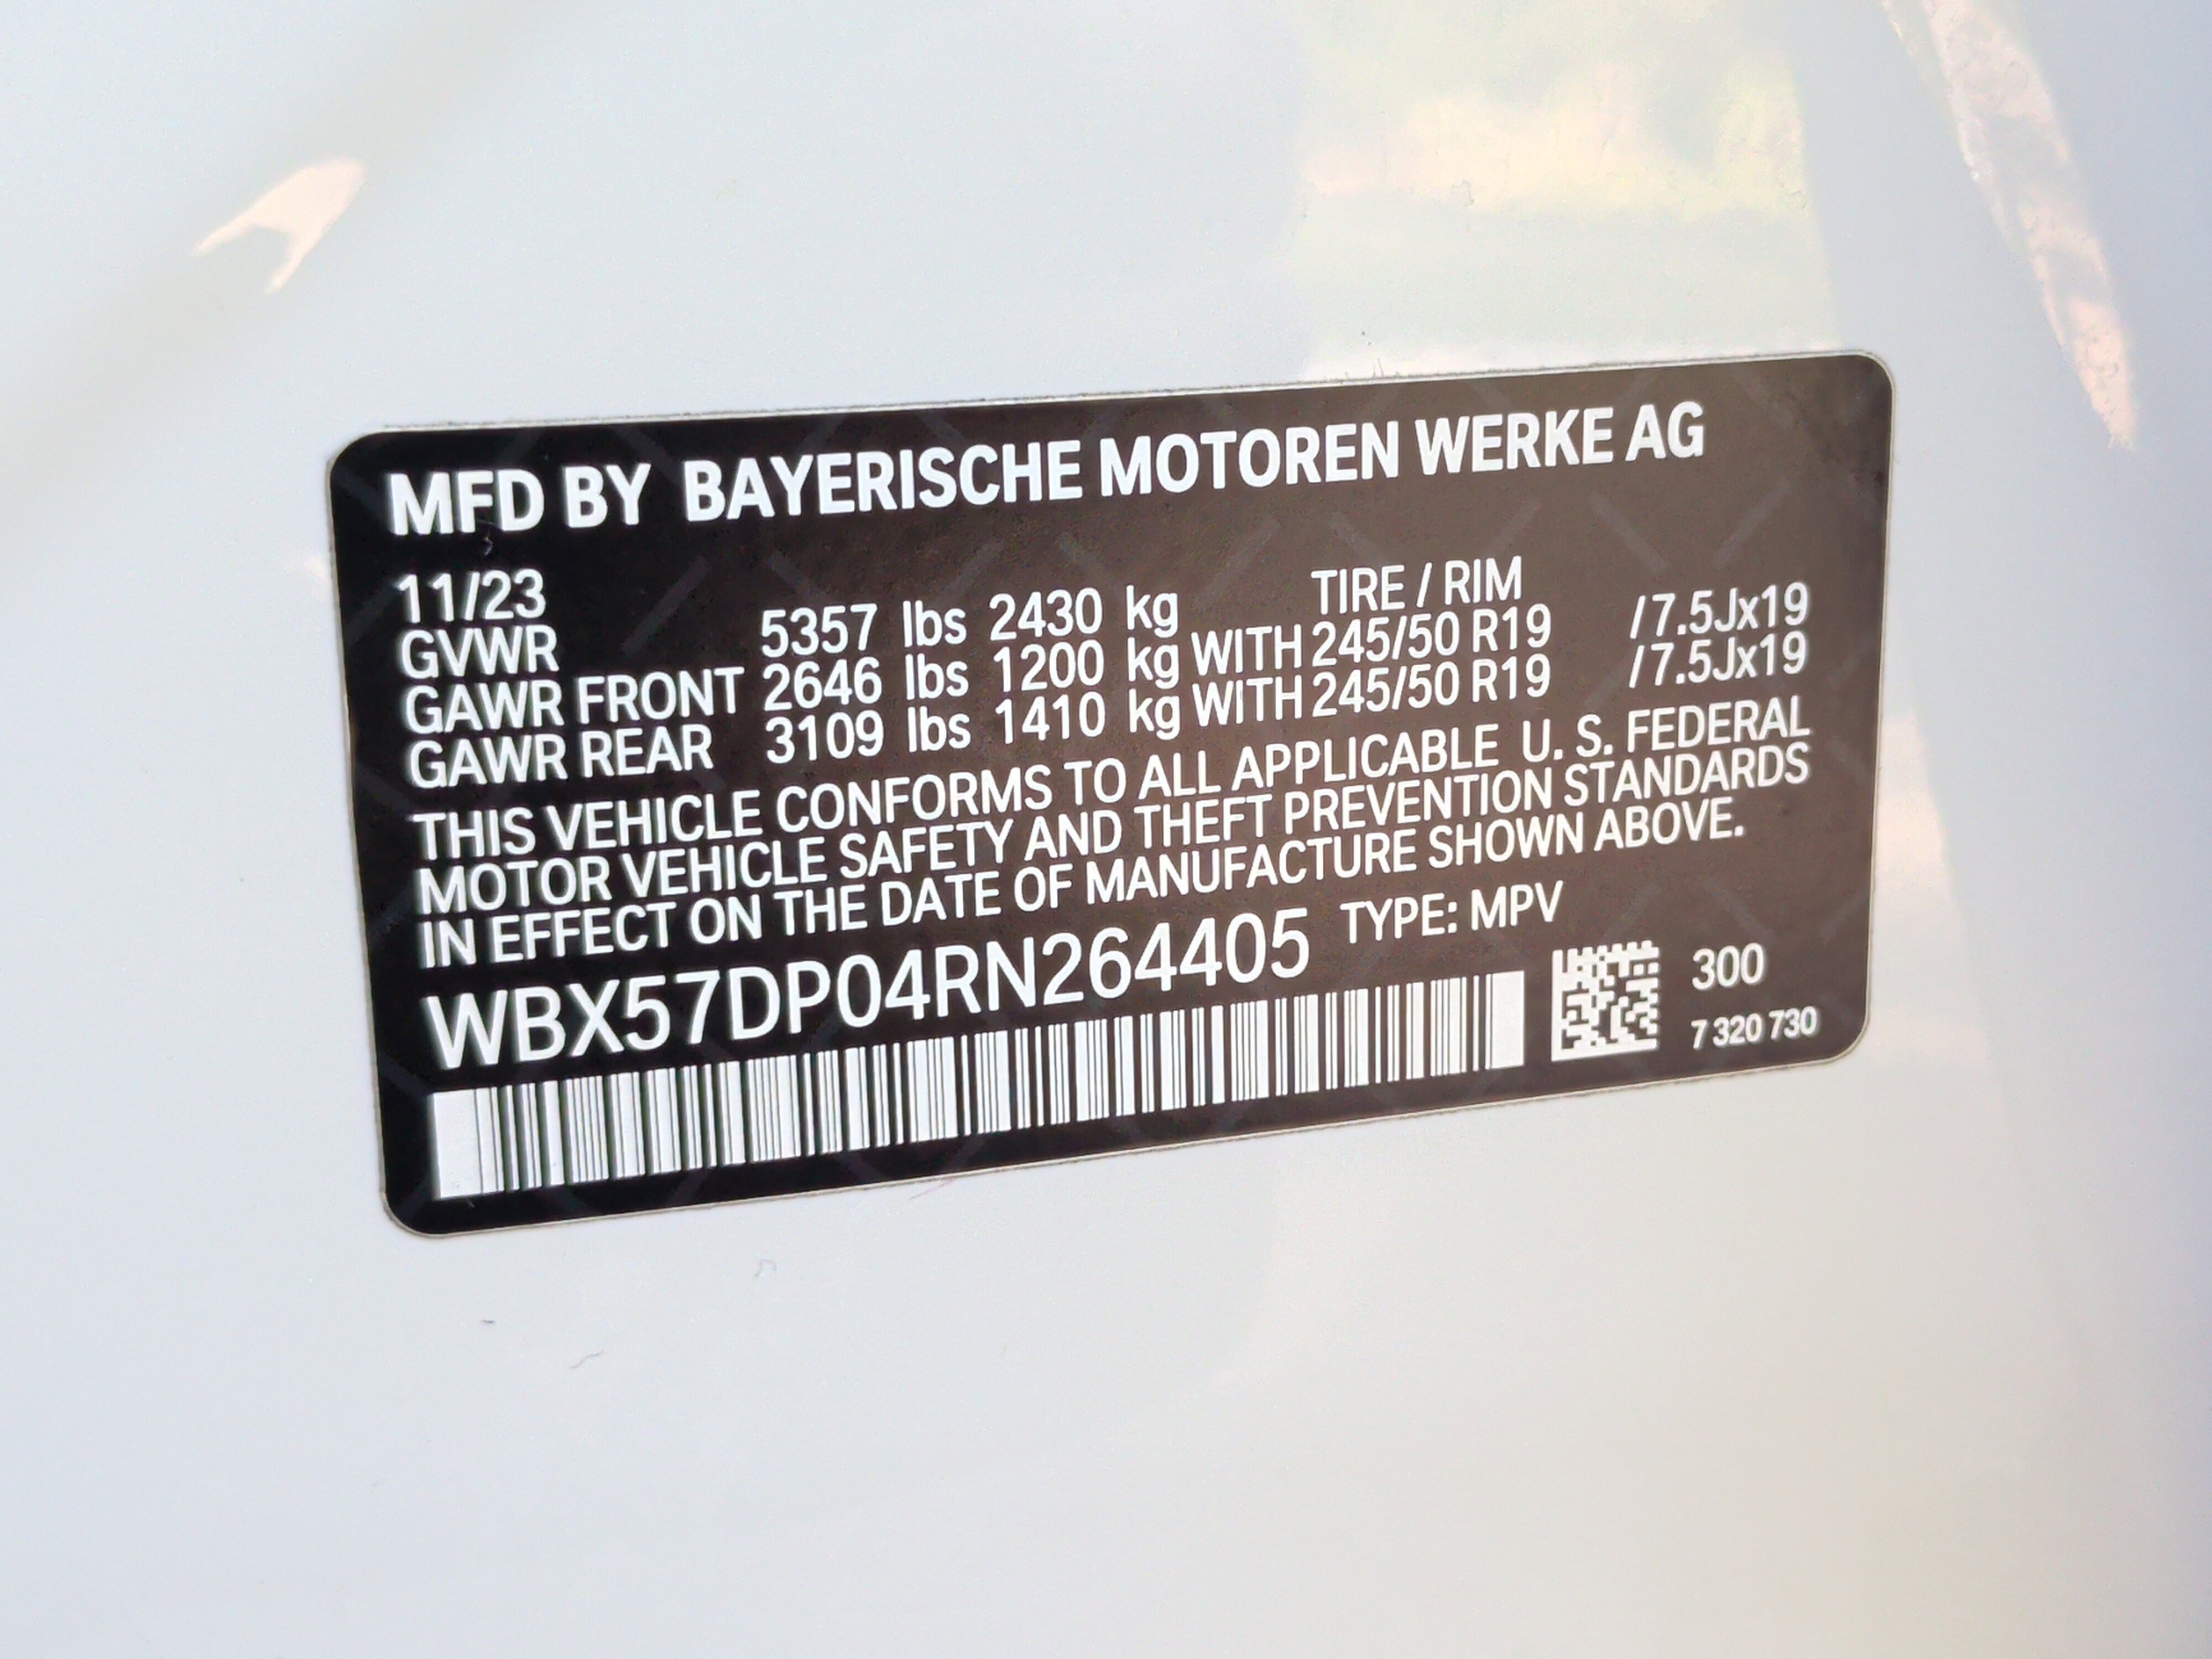 MFD BY BAYERISCHE MOTOREN WERKE AG
11/23
TIRE / RIM
GVWR 5357 lbs 2430 kg
GAWR FRONT 2646 lbs 1200 kg WITH 245/50 R19 /7.5Jx19
GAWR REAR 3109 lbs 1410 kg WITH 245/50 R19 /7.5Jx19
THIS VEHICLE CONFORMS TO ALL APPLICABLE U. S. FEDERAL
MOTOR VEHICLE SAFETY AND THEFT PREVENTION STANDARDS
IN EFFECT ON THE DATE OF MANUFACTURE SHOWN ABOVE.
WBX57DP04RN264405 TYPE: MPV
300
7 320 730